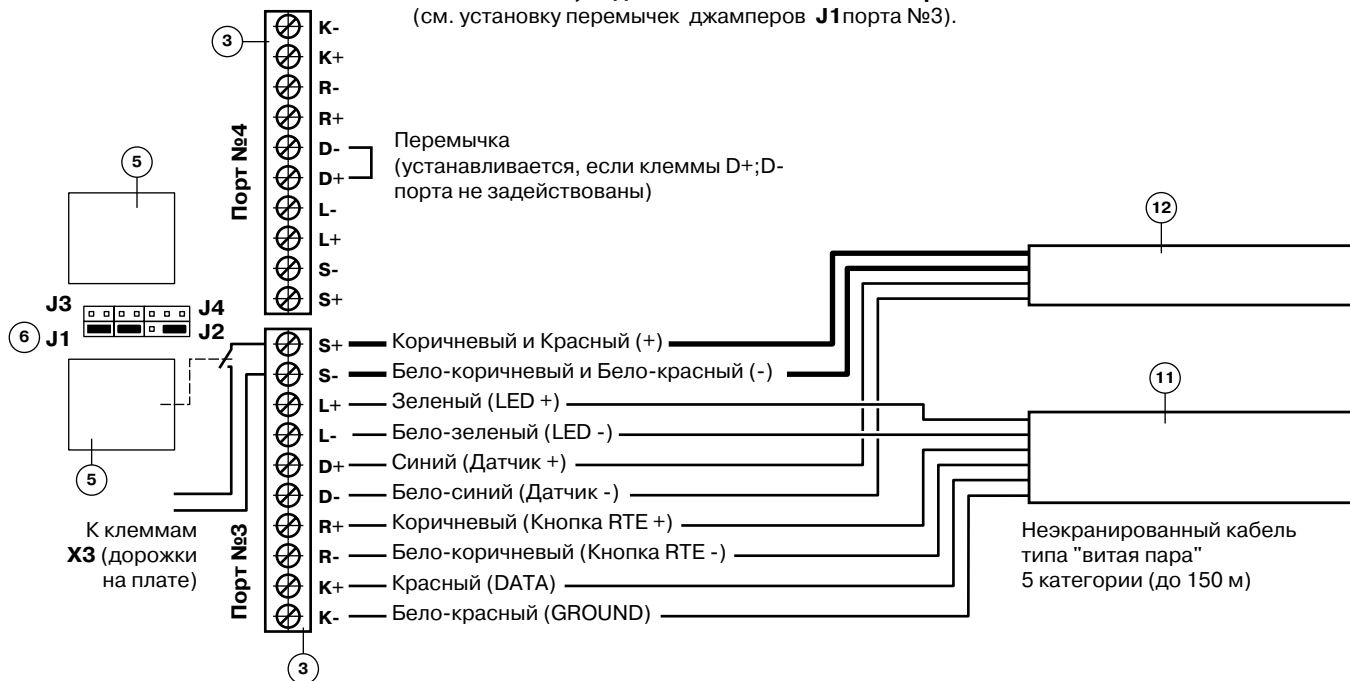 (см. установку перемычек джамперов J1порта №3).
3
K-
K+
R-
R+
D-
D+
L-
L+
S-
S+
Порт №4
Перемычка
(устанавливается, если клеммы D+;D-
порта не задействованы)
5
12
J3
J4
6
J1
J2
S+
Коричневый и Красный (+)
S-
Бело-коричневый и Бело-красный (-)
11
L+
Зеленый (LED +)
L-
Бело-зеленый (LED -)
D+
Синий (Датчик +)
5
D-
Бело-синий (Датчик -)
R+
Коричневый (Кнопка RTE +)
R-
Бело-коричневый (Кнопка RTE -)
K+
Красный (DATA)
K-
Бело-красный (GROUND)
К клеммам
X3 (дорожки
на плате)
Порт №3
Неэкранированный кабель
типа "витая пара"
5 категории (до 150 м)
3